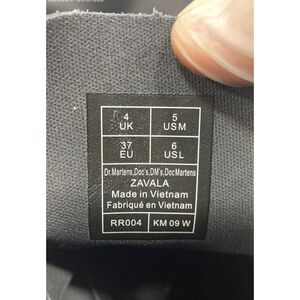 4 UK 5 USM
37 EU 6 USL
Dr.Martens,Doc's,DM's,DocMartens
ZAVALA
Made in Vietnam
Fabriqué en Vietnam
RR004 KM 09 W